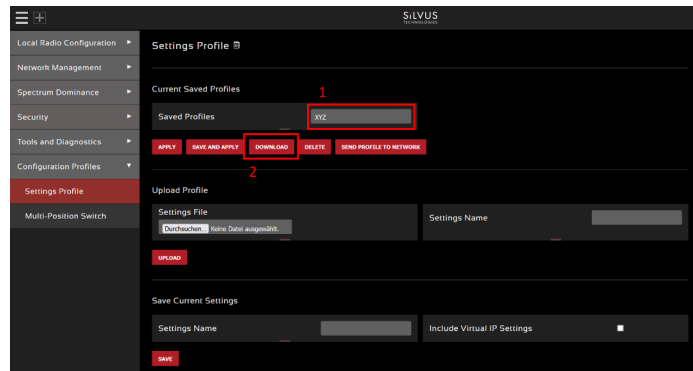 SiLVUS
TECHNOLOGIES
Local Radio Configuration
Network Management
Spectrum Dominance
Security
Tools and Diagnostics
Configuration Profiles
Settings Profile
Multi-Position Switch
Settings Profile
Current Saved Profiles
1
Saved Profiles XYZ
APPLY SAVE AND APPLY DOWNLOAD DELETE SEND PROFILE TO NETWORK
2
Upload Profile
Settings File
Durchsuchen... Keine Datei ausgewählt.
Settings Name
UPLOAD
Save Current Settings
Settings Name Include Virtual IP Settings
SAVE